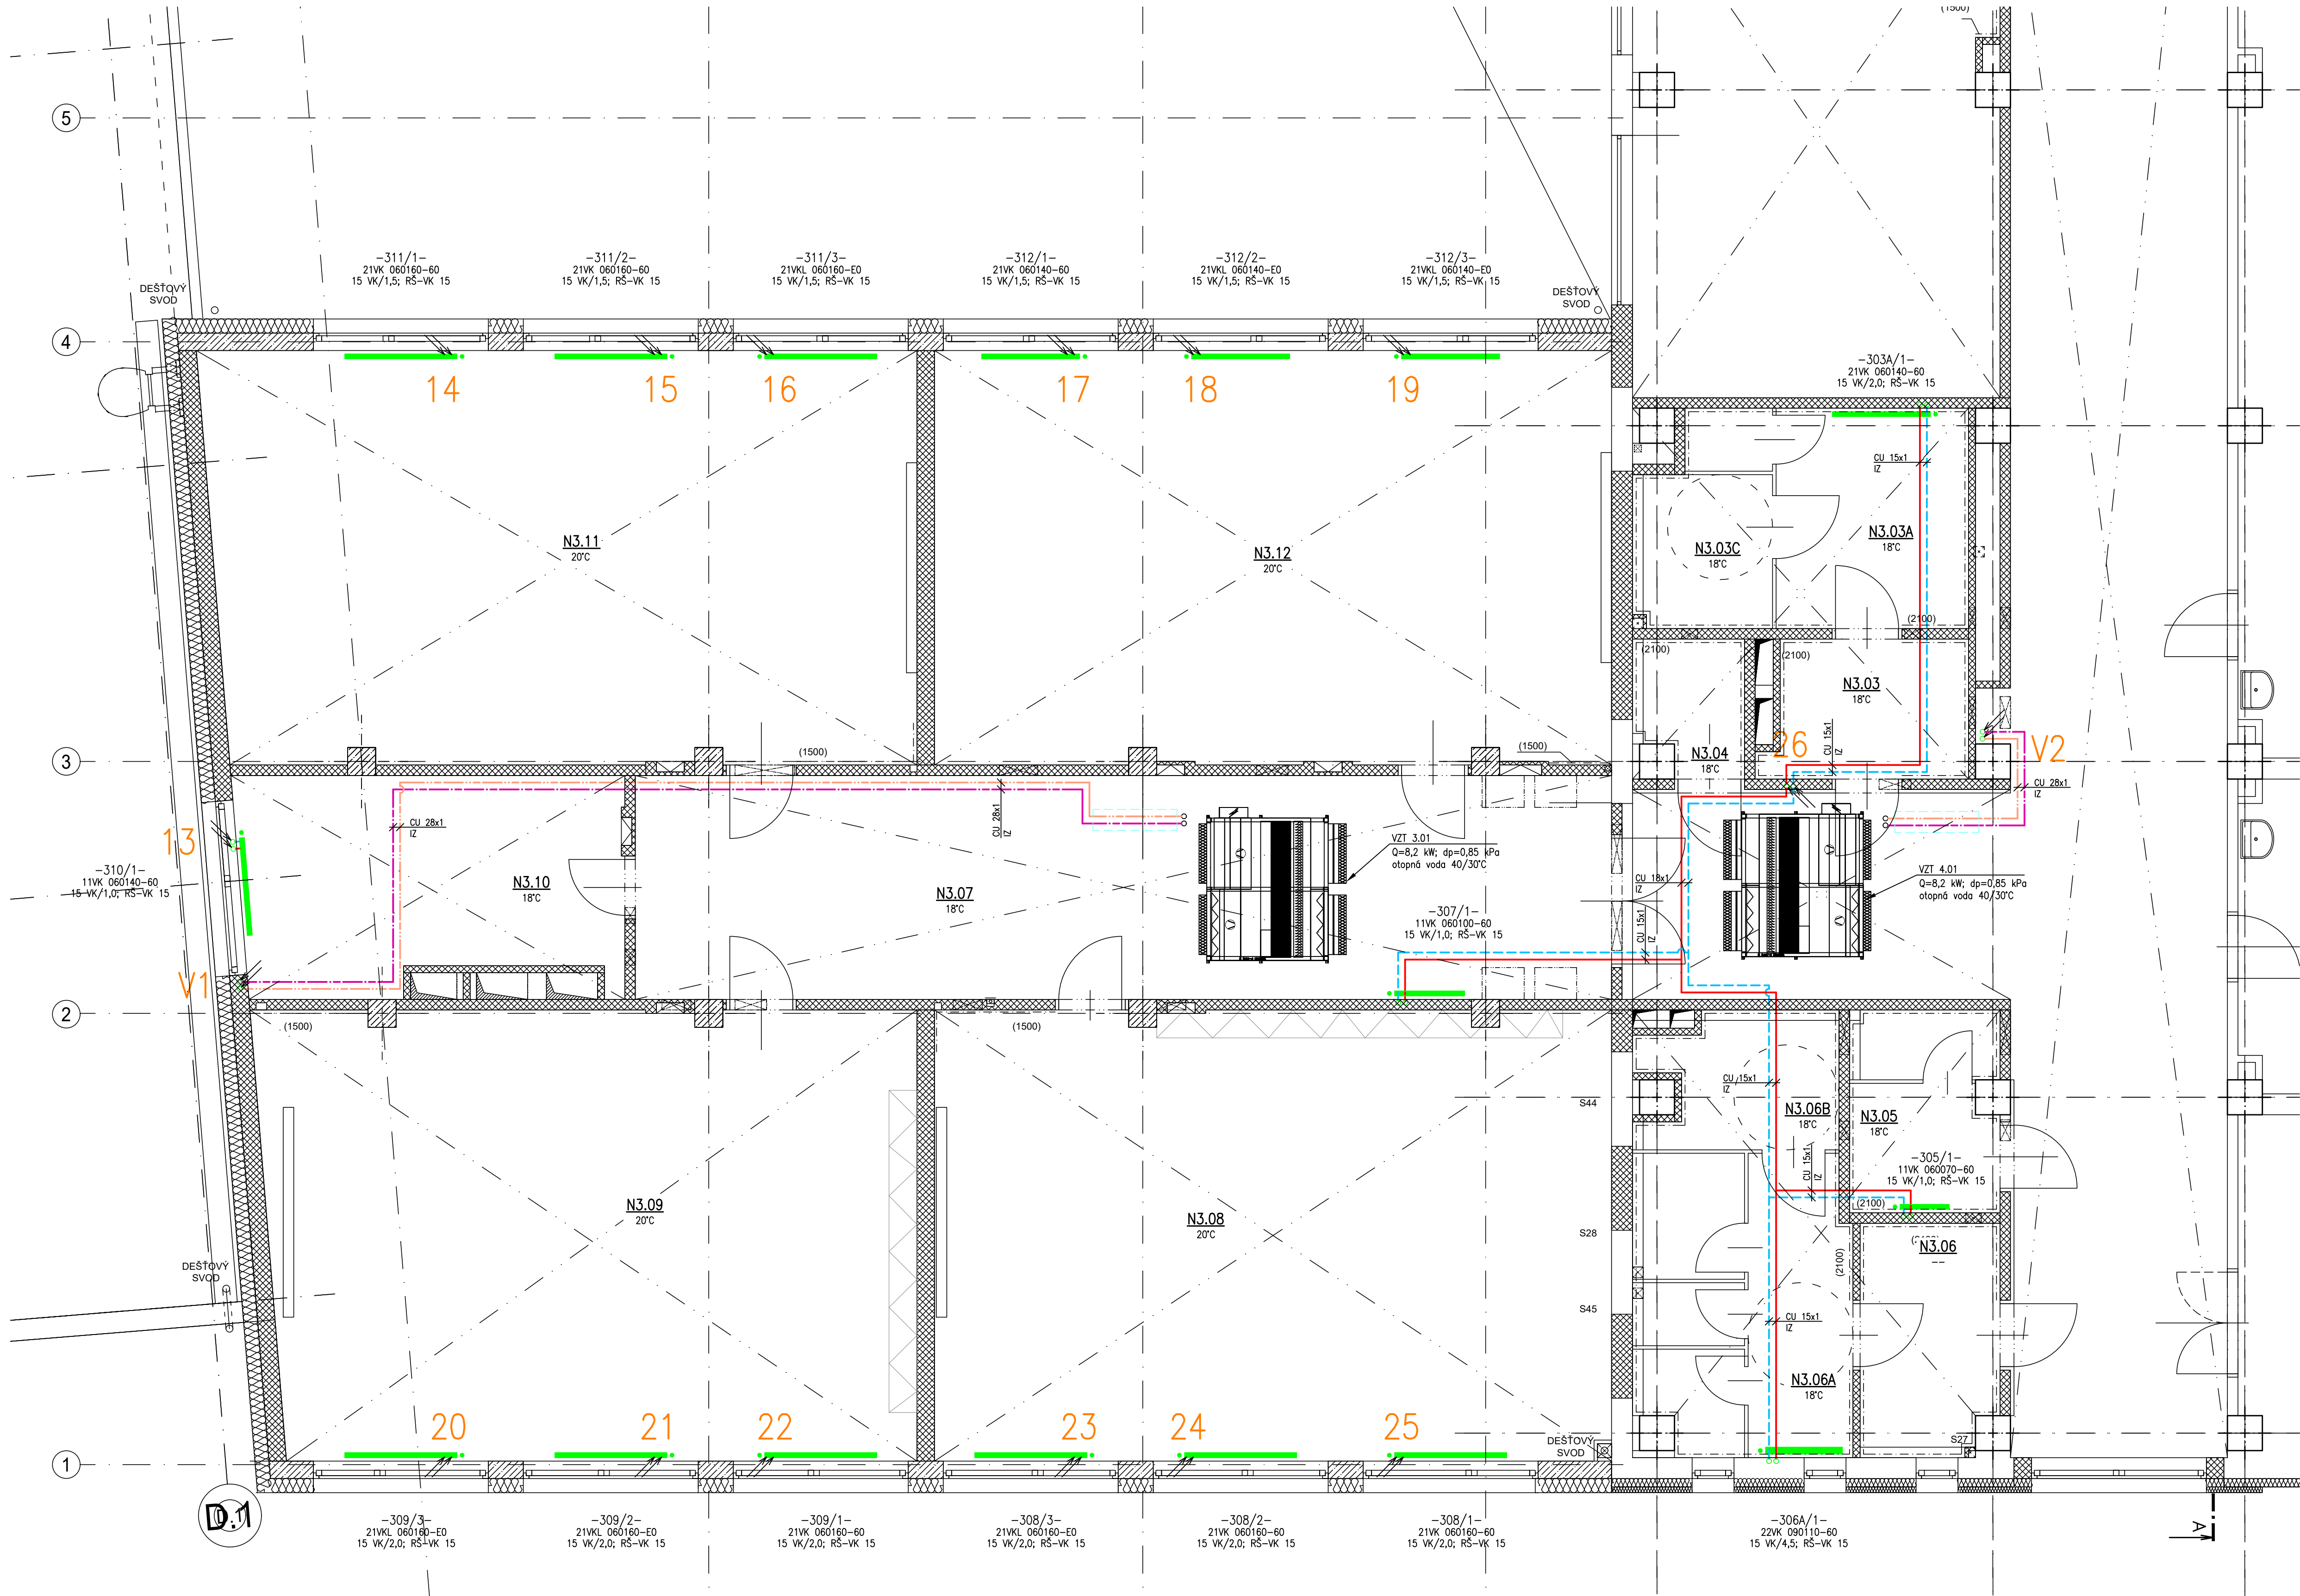 (1500)
5
-311/1-
21VK 060160-60
15 VK/1,5; RŠ-VK 15
-311/2-
21VK 060160-60
15 VK/1,5; RŠ-VK 15
-311/3-
21VKL 060160-E0
15 VK/1,5; RŠ-VK 15
-312/1-
21VK 060140-60
15 VK/1,5; RŠ-VK 15
-312/2-
21VKL 060140-E0
15 VK/1,5; RŠ-VK 15
-312/3-
21VKL 060140-E0
15 VK/1,5; RŠ-VK 15
DEŠŤOVÝ
SVOD
DEŠŤOVÝ
SVOD
4
14
15
16
17
18
19
-303A/1-
21VK 060140-60
15 VK/2,0; RŠ-VK 15
CU 15x1
IZ
N3.11
20°C
N3.12
20°C
N3.03C
18°C
N3.03A
18°C
(2100)
(2100)
(2100)
N3.03
18°C
3
(1500)
(1500)
N3.04
18°C
26
CU 15x1
IZ
V2
CU 28x1
IZ
CU 28x1
IZ
CU 28x1
IZ
13
-310/1-
11VK 060140-60
15 VK/1,0; RŠ-VK 15
N3.10
18°C
N3.07
18°C
VZT 3.01
Q=8,2 kW; dp=0,85 kPa
otopná voda 40/30°C
-307/1-
11VK 060100-60
15 VK/1,0; RŠ-VK 15
CU 18x1
IZ
CU 15x1
IZ
VZT 4.01
Q=8,2 kW; dp=0,85 kPa
otopná voda 40/30°C
V1
2
(1500)
(1500)
CU 15x1
IZ
S44
N3.06B
18°C
N3.05
18°C
CU 15x1
IZ
-305/1-
11VK 060070-60
15 VK/1,0; RŠ-VK 15
(2100)
N3.09
20°C
N3.08
20°C
S28
N3.06
--
(2100)
DEŠŤOVÝ
SVOD
S45
CU 15x1
IZ
N3.06A
18°C
20
21
22
23
24
25
DEŠŤOVÝ
SVOD
S27
1
D.1
-309/3-
21VKL 060160-E0
15 VK/2,0; RŠ-VK 15
-309/2-
21VKL 060160-E0
15 VK/2,0; RŠ-VK 15
-309/1-
21VK 060160-60
15 VK/2,0; RŠ-VK 15
-308/3-
21VKL 060160-E0
15 VK/2,0; RŠ-VK 15
-308/2-
21VK 060160-60
15 VK/2,0; RŠ-VK 15
-308/1-
21VK 060160-60
15 VK/2,0; RŠ-VK 15
-306A/1-
22VK 090110-60
15 VK/4,5; RŠ-VK 15
A